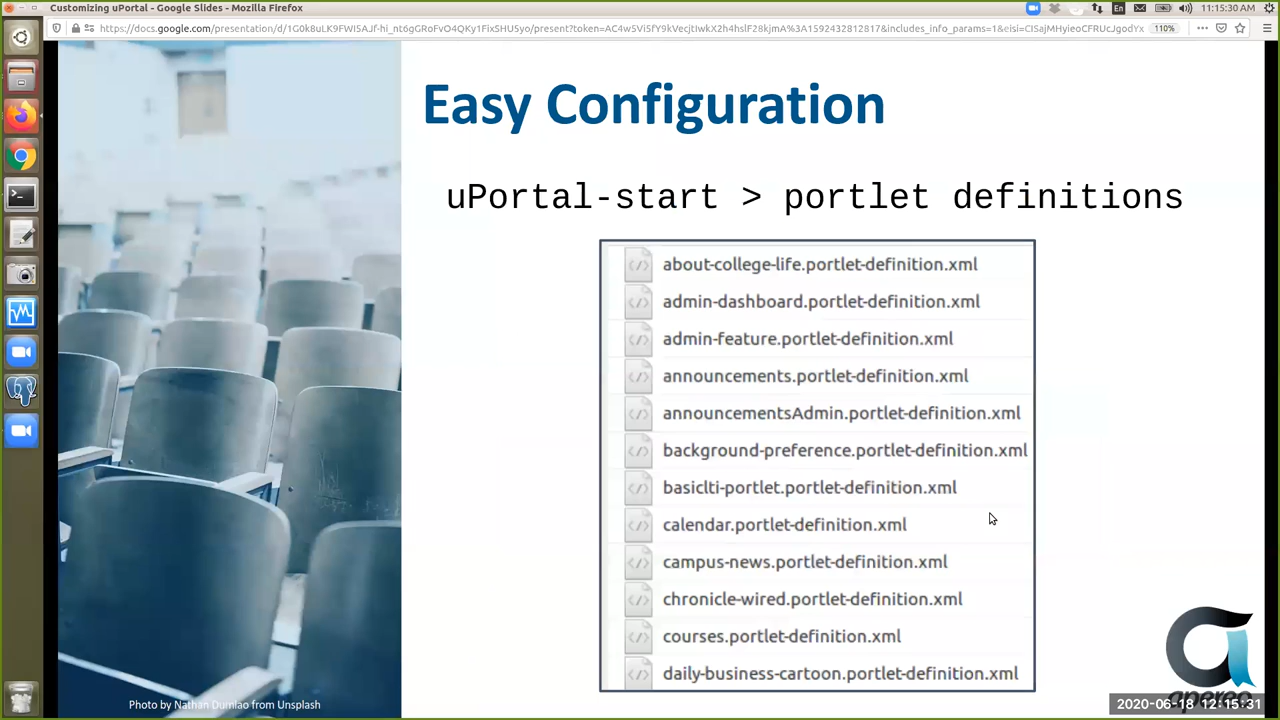 Customizing uPortal - Google Slides - Mozilla Firefox
En
11:15:30 AM
110%
Easy Configuration
uPortal-start > portlet definitions
about-college-life.portlet-definition.xml
admin-dashboard.portlet-definition.xml
admin-feature.portlet-definition.xml
announcements.portlet-definition.xml
announcementsAdmin.portlet-definition.xml
background-preference.portlet-definition.xml
basiclti-portlet.portlet-definition.xml
calendar.portlet-definition.xml
campus-news.portlet-definition.xml
chronicle-wired.portlet-definition.xml
courses.portlet-definition.xml
daily-business-cartoon.portlet-definition.xml
Photo by Nathan Dumlao from Unsplash
apereo
2020-06-18 12:15:31